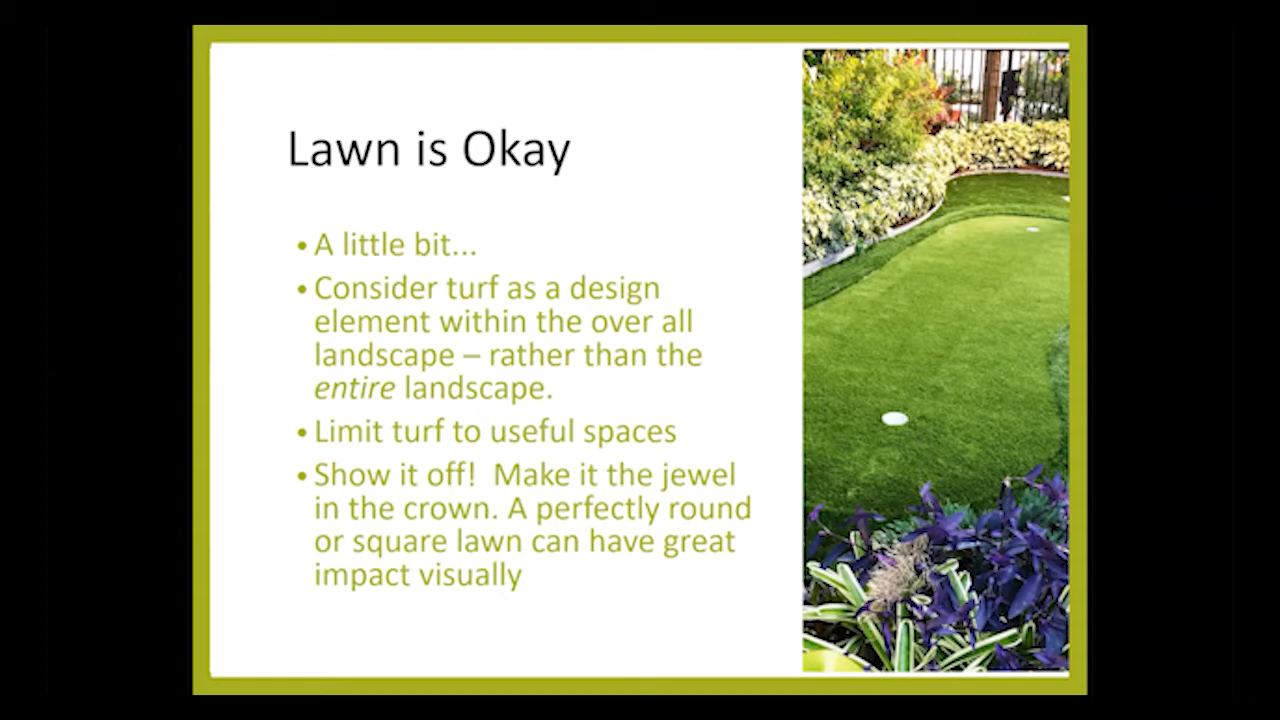 Lawn is Okay
• A little bit...
• Consider turf as a design
element within the over all
landscape – rather than the
entire landscape.
• Limit turf to useful spaces
• Show it off!  Make it the jewel
in the crown. A perfectly round
or square lawn can have great
impact visually